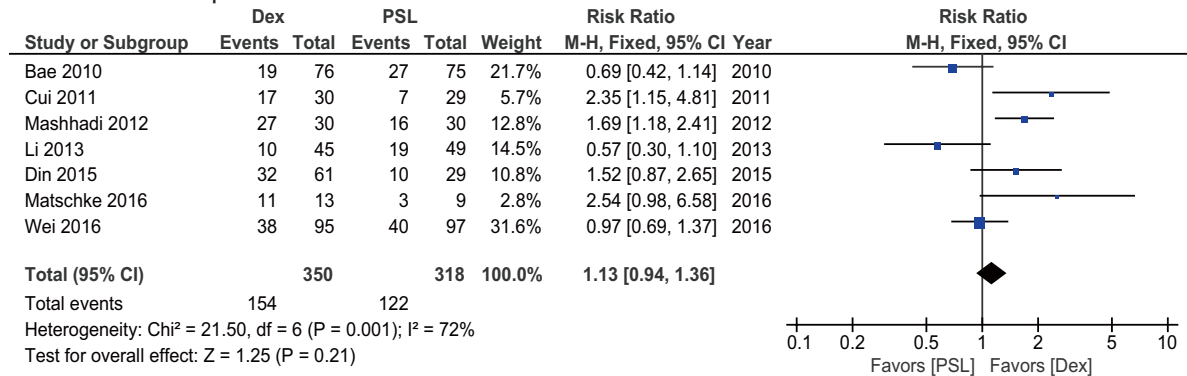 Dex PSL Risk Ratio Risk Ratio
Study or Subgroup Events Total Events Total Weight M-H, Fixed, 95% CI Year M-H, Fixed, 95% CI
Bae 2010 19 76 27 75 21.7% 0.69 [0.42, 1.14] 2010
Cui 2011 17 30 7 29 5.7% 2.35 [1.15, 4.81] 2011
Mashhadi 2012 27 30 16 30 12.8% 1.69 [1.18, 2.41] 2012
Li 2013 10 45 19 49 14.5% 0.57 [0.30, 1.10] 2013
Din 2015 32 61 10 29 10.8% 1.52 [0.87, 2.65] 2015
Matschke 2016 11 13 3 9 2.8% 2.54 [0.98, 6.58] 2016
Wei 2016 38 95 40 97 31.6% 0.97 [0.69, 1.37] 2016
Total (95% CI) 350 318 100.0% 1.13 [0.94, 1.36]
Total events 154 122
Heterogeneity: Chi² = 21.50, df = 6 (P = 0.001); I² = 72%
Test for overall effect: Z = 1.25 (P = 0.21)
0.1 0.2 0.5 1 2 5 10
Favors [PSL] Favors [Dex]